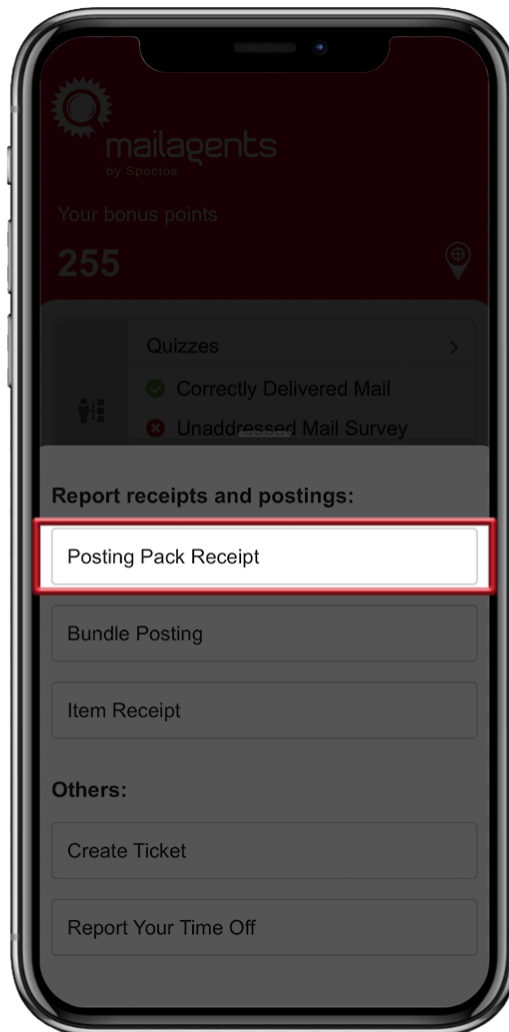 mailagents
by Spectos
Your bonus points
255
Quizzes
Correctly Delivered Mail
Unaddressed Mail Survey
Report receipts and postings:
Posting Pack Receipt
Bundle Posting
Item Receipt
Others:
Create Ticket
Report Your Time Off